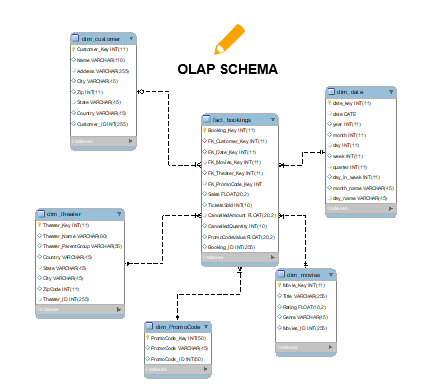 OLAP SCHEMA
dim_customer
Customer_Key INT(11)
Name VARCHAR(110)
Address VARCHAR(255)
City VARCHAR(45)
Zip INT(11)
State VARCHAR(45)
Country VARCHAR(45)
Customer_ID INT(255)
Indexes
fact_bookings
Booking_Key INT(11)
FK_Customer_Key INT(11)
FK_Date_Key INT(11)
FK_Movies_Key INT(11)
FK_Theater_Key INT(11)
FK_PromoCode_Key INT
Sales FLOAT(20,2)
TicketsSold INT(10)
CancelledAmount FLOAT(20,2)
CancelledQuantity INT(10)
PromoCodeValue FLOAT(20,2)
Booking_ID INT(255)
Indexes
dim_date
date_key INT(11)
date DATE
year INT(11)
month INT(11)
day INT(11)
week INT(11)
quarter INT(11)
day_in_week INT(11)
month_name VARCHAR(45)
day_name VARCHAR(45)
Indexes
dim_theater
Theater_Key INT(11)
Theater_Name VARCHAR(60)
Theater_ParentGroup VARCHAR(55)
Country VARCHAR(45)
State VARCHAR(45)
City VARCHAR(45)
ZipCode INT(11)
Theater_ID INT(255)
Indexes
dim_movies
Movie_Key INT(11)
Title VARCHAR(255)
Rating FLOAT(10,2)
Genre VARCHAR(45)
Movies_ID INT(255)
Indexes
dim_PromoCode
PromoCode_Key INT(50)
PromoCode VARCHAR(45)
PromoCode_ID INT(50)
Indexes